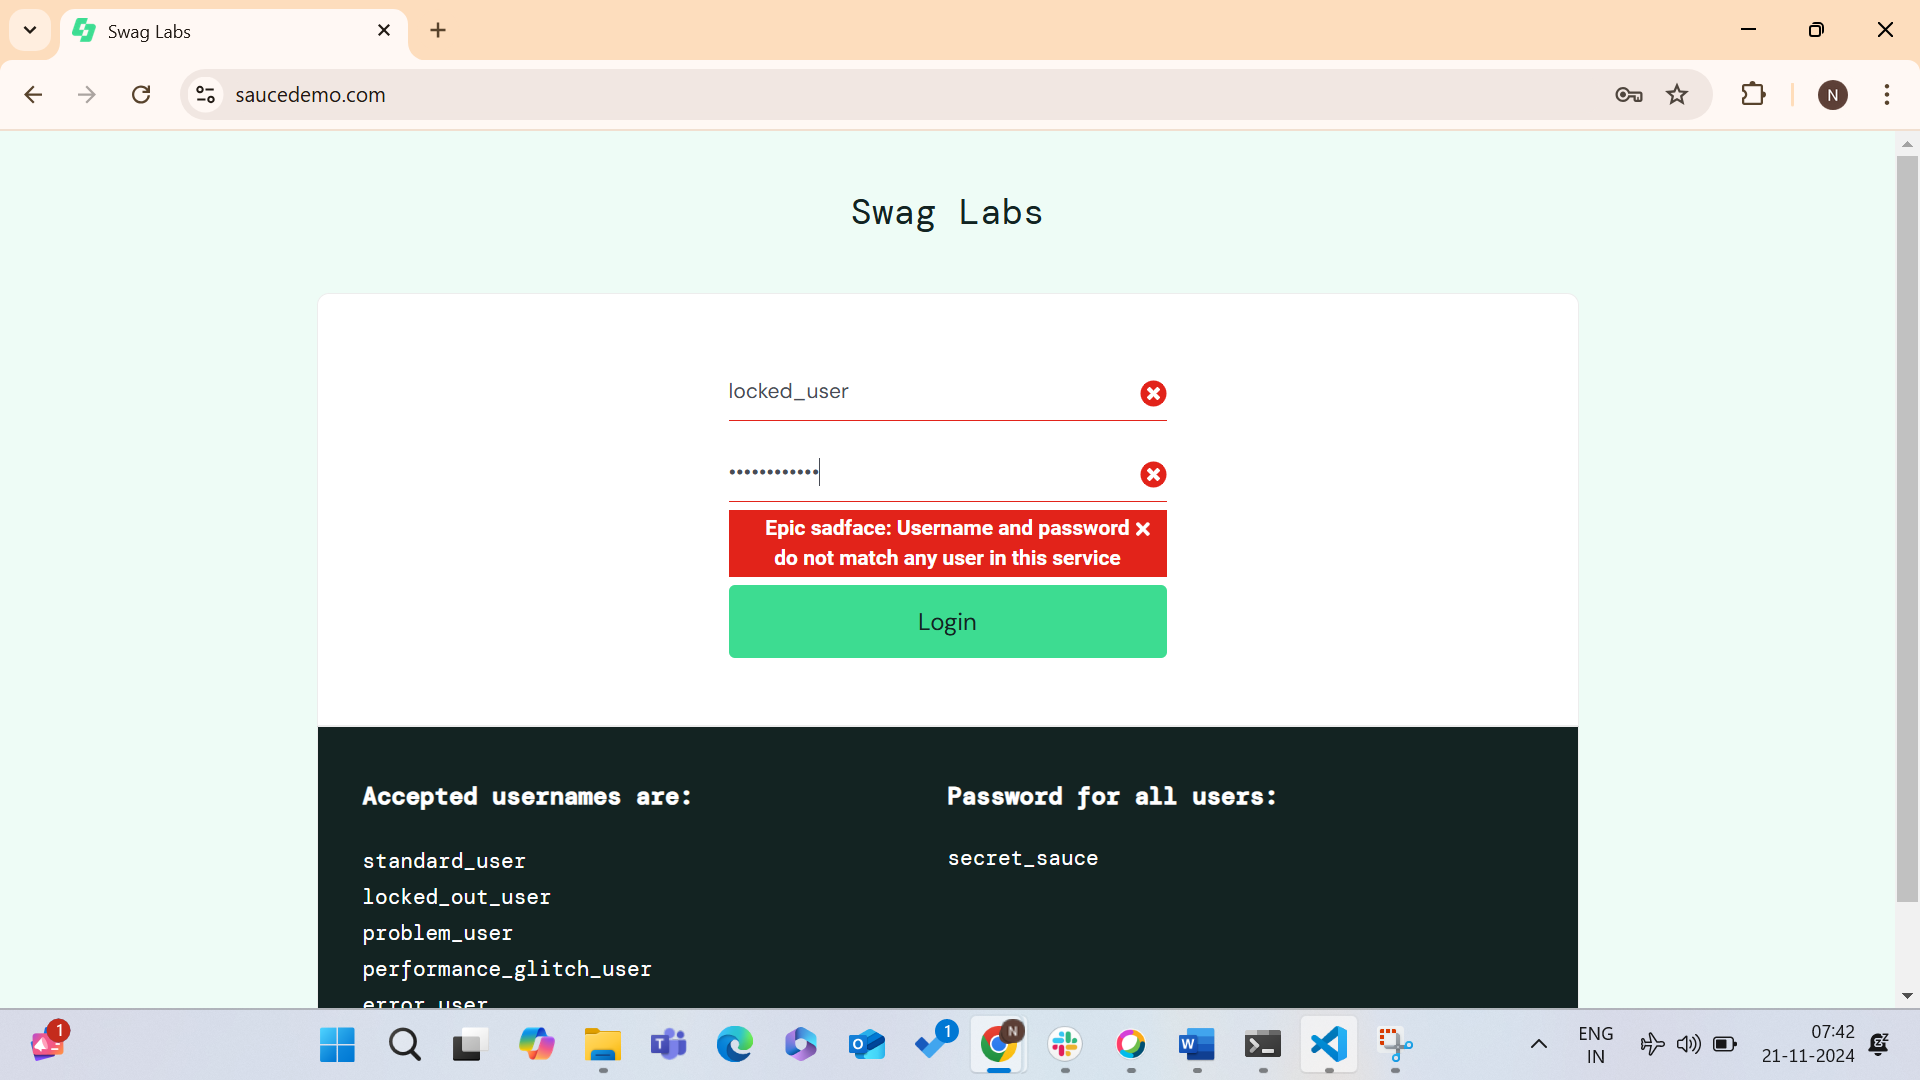 Swag Labs
saucedemo.com
N
Swag Labs
locked_user
••••••••••••
Epic sadface: Username and password
do not match any user in this service
Login
Accepted usernames are:
standard_user
locked_out_user
problem_user
performance_glitch_user
error_user
Password for all users:
secret_sauce
1
1
N
ENG
IN
07:42
21-11-2024